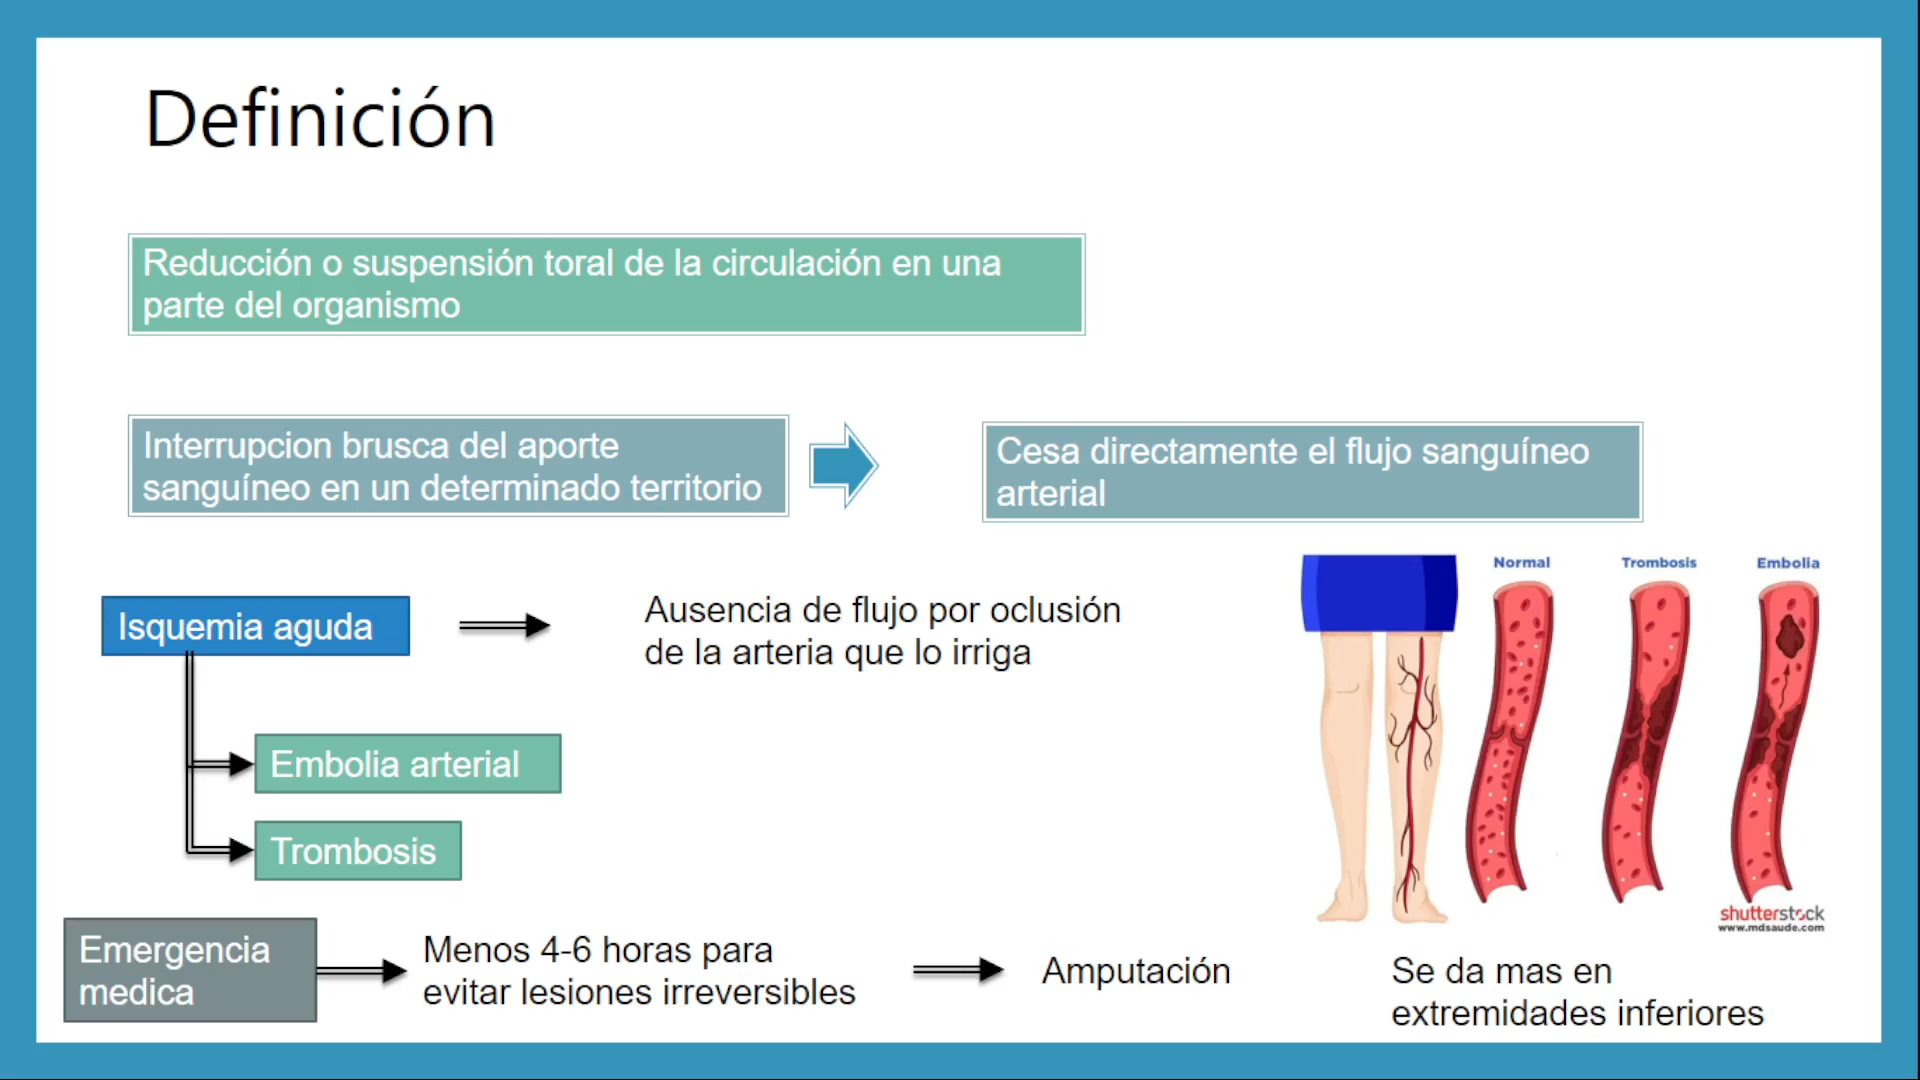 Definición
Reducción o suspensión toral de la circulación en una
parte del organismo
Interrupcion brusca del aporte
sanguíneo en un determinado territorio
Cesa directamente el flujo sanguíneo
arterial
Isquemia aguda
Ausencia de flujo por oclusión
de la arteria que lo irriga
Embolia arterial
Trombosis
Normal
Trombosis
Embolia
shutterstock
www.mdsaude.com
Emergencia
medica
Menos 4-6 horas para
evitar lesiones irreversibles
Amputación
Se da mas en
extremidades inferiores